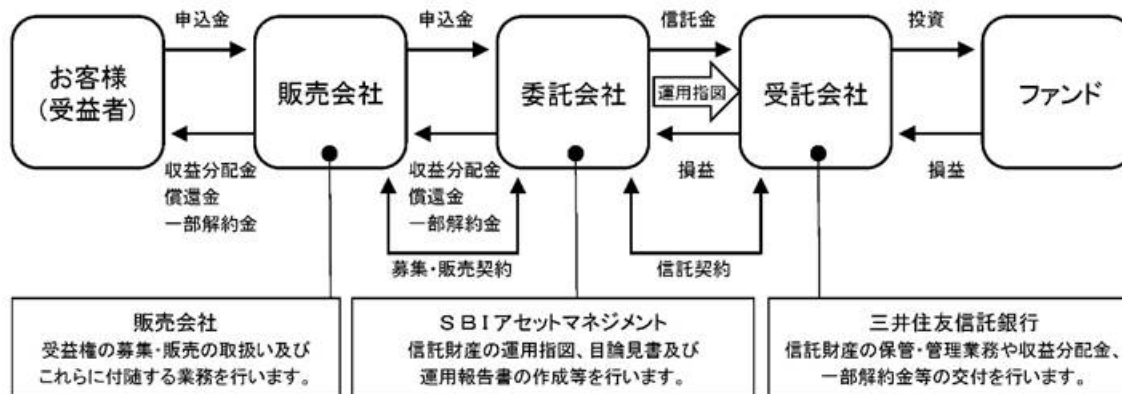 申込金
申込金
信託金
投資
お客様
(受益者)
販売会社
委託会社
運用指図
受託会社
ファンド
収益分配金
償還金
一部解約金
収益分配金
償還金
一部解約金
損益
損益
募集・販売契約
信託契約
販売会社
受益権の募集・販売の取扱い及び
これらに付随する業務を行います。
SBIアセットマネジメント
信託財産の運用指図、目論見書及び
運用報告書の作成等を行います。
三井住友信託銀行
信託財産の保管・管理業務や収益分配金、
一部解約金等の交付を行います。